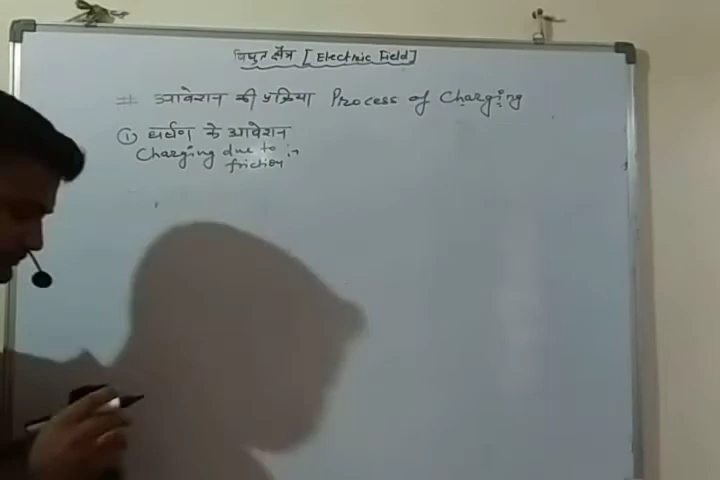 विधुत क्षेत्र [Electric Field]
# आवेशन की प्रक्रिया Process of Charging
① घर्षण के आवेशन
Charging due to :→
friction